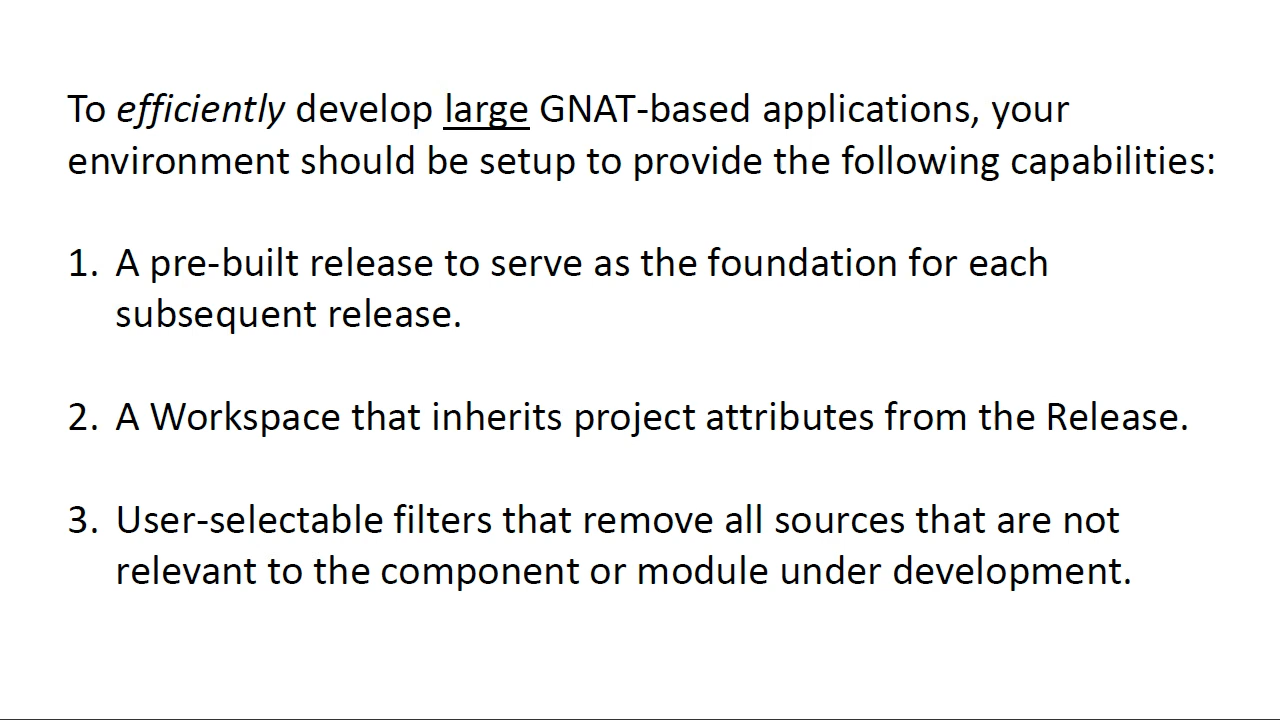 To efficiently develop large GNAT-based applications, your
environment should be setup to provide the following capabilities:
1. A pre-built release to serve as the foundation for each
subsequent release.
2. A Workspace that inherits project attributes from the Release.
3. User-selectable filters that remove all sources that are not
relevant to the component or module under development.